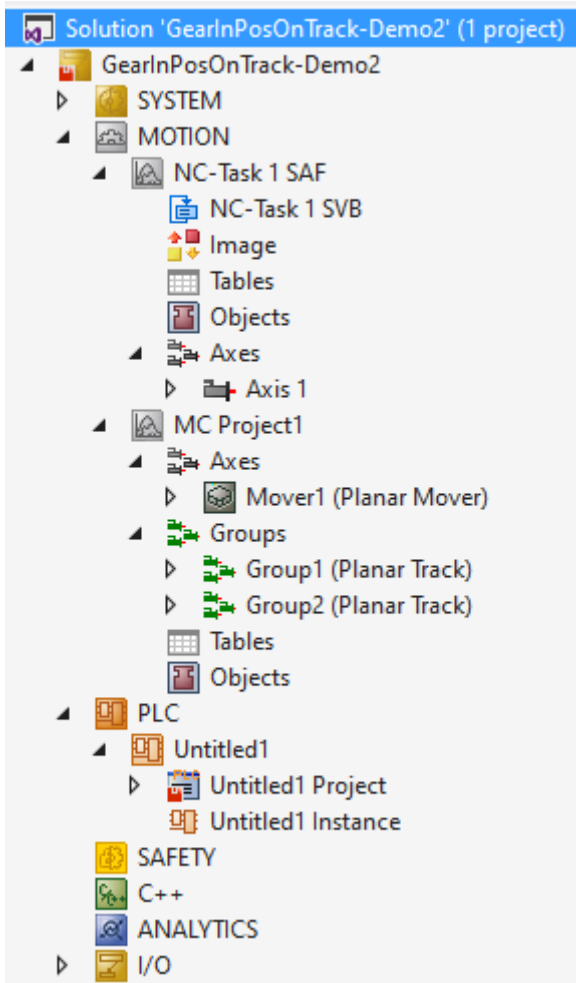 Solution 'GearInPosOnTrack-Demo2' (1 project)
GearInPosOnTrack-Demo2
SYSTEM
MOTION
NC-Task 1 SAF
NC-Task 1 SVB
Image
Tables
Objects
Axes
Axis 1
MC Project1
Axes
Mover1 (Planar Mover)
Groups
Group1 (Planar Track)
Group2 (Planar Track)
Tables
Objects
PLC
Untitled1
Untitled1 Project
Untitled1 Instance
SAFETY
C++
ANALYTICS
I/O